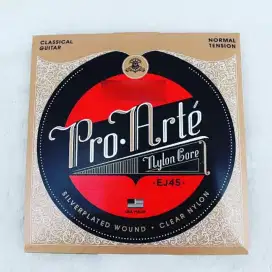 CLASSICAL
GUITAR
NORMAL
TENSION
Pro·Arté
Nylon Core
EJ45
SILVERPLATED WOUND · CLEAR NYLON